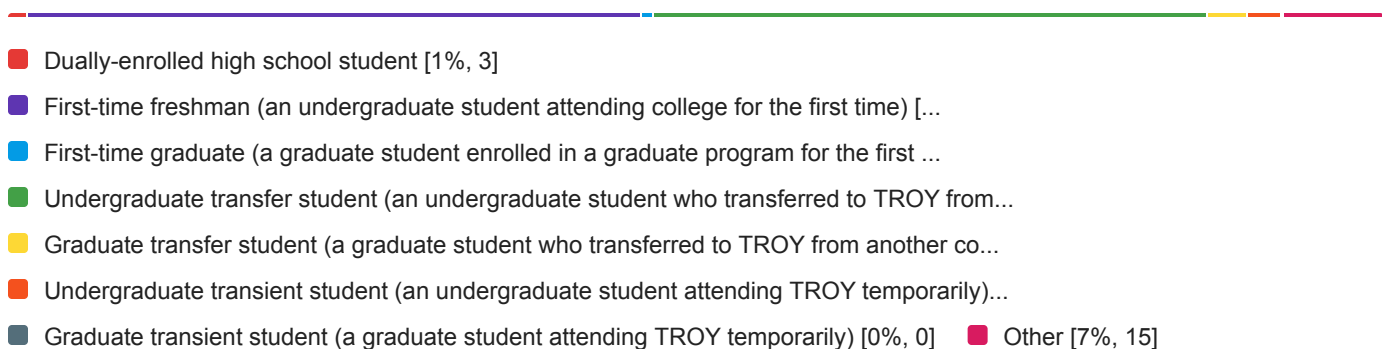 Dually-enrolled high school student [1%, 3]
First-time freshman (an undergraduate student attending college for the first time) [...
First-time graduate (a graduate student enrolled in a graduate program for the first ...
Undergraduate transfer student (an undergraduate student who transferred to TROY from...
Graduate transfer student (a graduate student who transferred to TROY from another co...
Undergraduate transient student (an undergraduate student attending TROY temporarily)...
Graduate transient student (a graduate student attending TROY temporarily) [0%, 0] Other [7%, 15]